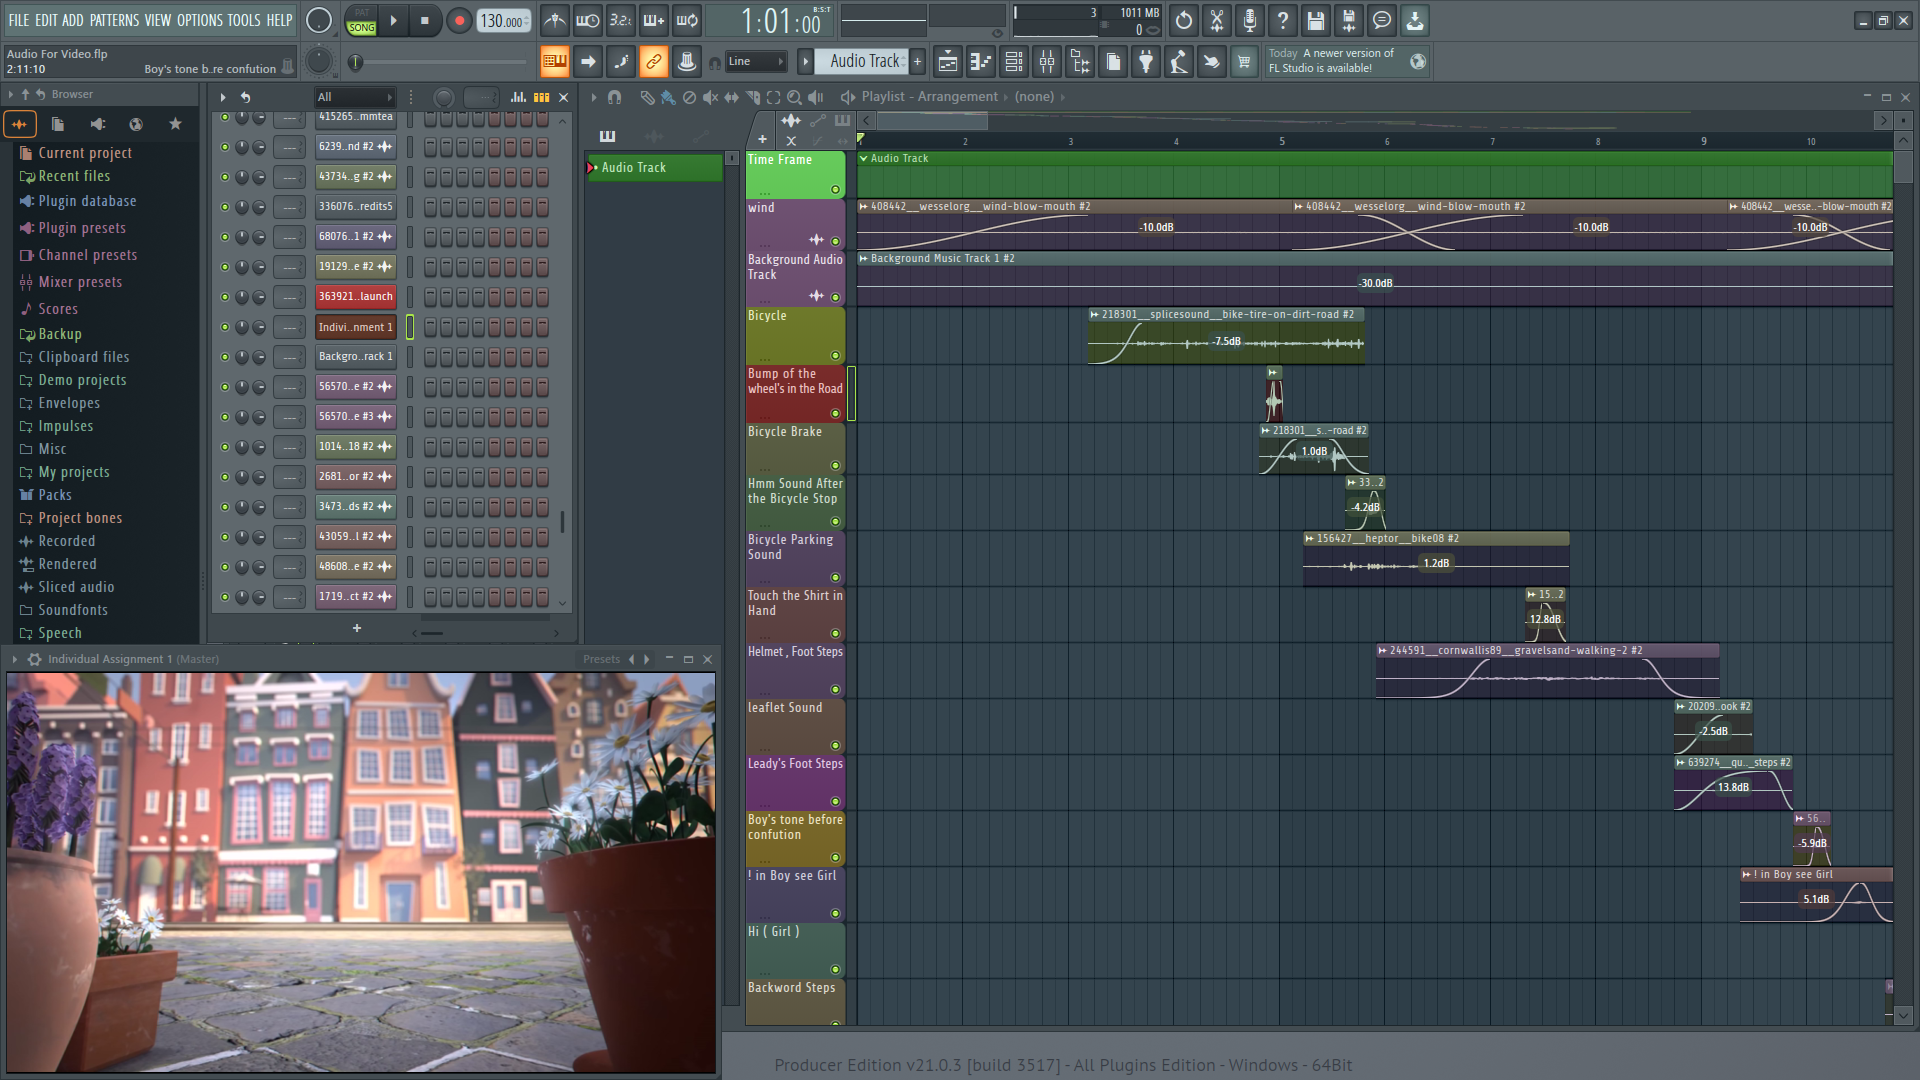 FILE EDIT ADD PATTERNS VIEW OPTIONS TOOLS HELP
PAT
SONG
130.000
3.2.
1:01:00
B:S:T
3
1011 MB
0
Audio For Video.flp
2:11:10
Boy's tone b..re confution
Line
Audio Track
Today A newer version of
FL Studio is available!
Browser
All
Playlist - Arrangement
(none)
Current project
Recent files
Plugin database
Plugin presets
Channel presets
Mixer presets
Scores
Backup
Clipboard files
Demo projects
Envelopes
Impulses
Misc
My projects
Packs
Project bones
Recorded
Rendered
Sliced audio
Soundfonts
Speech
415265..mmtea
6239..nd #2
43734..g #2
336076..redits5
68076..1 #2
19129..e #2
363921..launch
Indivi..nment 1
Backgro..rack 1
56570..e #2
56570..e #3
1014..18 #2
2681..or #2
3473..ds #2
43059..l #2
48608..e #2
1719..ct #2
Audio Track
2 3 4 5 6 7 8 9 10
Time Frame
Audio Track
wind
408442__wesselorg__wind-blow-mouth #2
408442__wesselorg__wind-blow-mouth #2
408442__wesse..-blow-mouth #2
-10.0dB
-10.0dB
-10.0dB
Background Audio
Track
Background Music Track 1 #2
-30.0dB
Bicycle
218301__splicesound__bike-tire-on-dirt-road #2
-7.5dB
Bump of the
wheel's in the Road
Bicycle Brake
218301__s..-road #2
1.0dB
Hmm Sound After
the Bicycle Stop
33..2
-4.2dB
Bicycle Parking
Sound
156427__heptor__bike08 #2
1.2dB
Touch the Shirt in
Hand
15..2
12.8dB
Helmet , Foot Steps
244591__cornwallis89__gravelsand-walking-2 #2
leaflet Sound
20209..ook #2
-2.5dB
Leady's Foot Steps
639274__qu.._steps #2
13.8dB
Boy's tone before
confution
56..
-5.9dB
! in Boy see Girl
! in Boy see Girl
5.1dB
Hi ( Girl )
Backword Steps
Individual Assignment 1 (Master)
Presets
Producer Edition v21.0.3 [build 3517] - All Plugins Edition - Windows - 64Bit